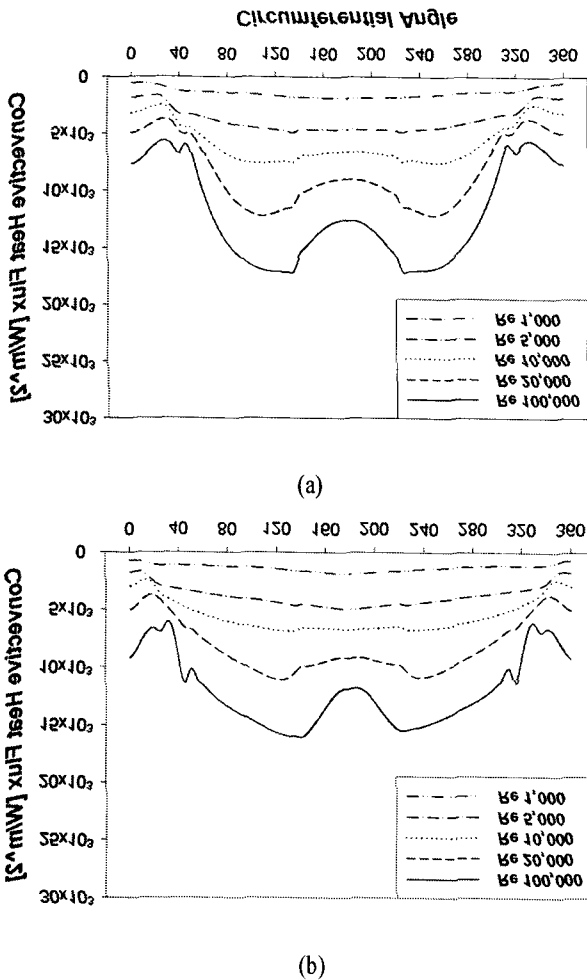 Circumferential Angle
0 40 80 120 160 200 240 280 320 360
0
5x10³
10x10³
15x10³
20x10³
25x10³
30x10³
Convective Heat Flux [W/m^2]
Re 1,000
Re 5,000
Re 10,000
Re 20,000
Re 100,000
(a)
0 40 80 120 160 200 240 280 320 360
0
5x10³
10x10³
15x10³
20x10³
25x10³
30x10³
Convective Heat Flux [W/m^2]
Re 1,000
Re 5,000
Re 10,000
Re 20,000
Re 100,000
(b)